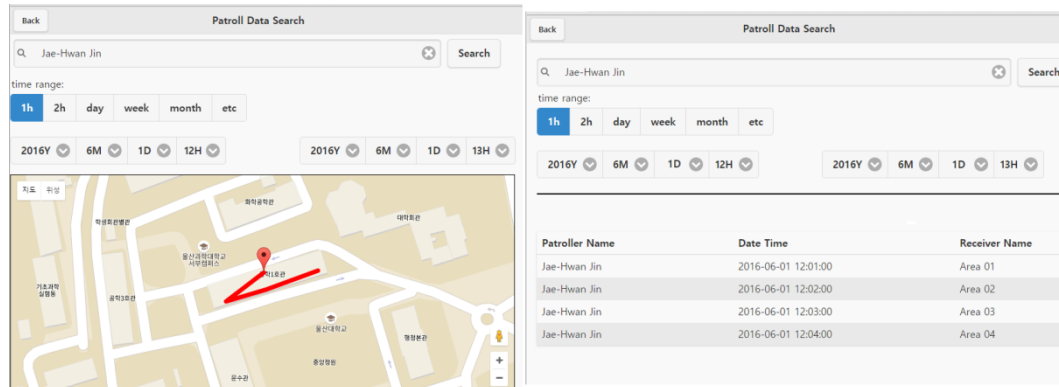 Back Patroll Data Search
Jae-Hwan Jin Search
time range:
1h 2h day week month etc
2016Y 6M 1D 12H 2016Y 6M 1D 13H
지도 위성
화학공학관
학생회관별관
대학회관
울산과학대학교
서부캠퍼스
기초과학
실험동
공학3호관
학1호관
울산대학교
행정본관
중앙정원
문수관
Back Patroll Data Search
Jae-Hwan Jin Search
time range:
1h 2h day week month etc
2016Y 6M 1D 12H 2016Y 6M 1D 13H
Patroller Name Date Time Receiver Name
Jae-Hwan Jin 2016-06-01 12:01:00 Area 01
Jae-Hwan Jin 2016-06-01 12:02:00 Area 02
Jae-Hwan Jin 2016-06-01 12:03:00 Area 03
Jae-Hwan Jin 2016-06-01 12:04:00 Area 04